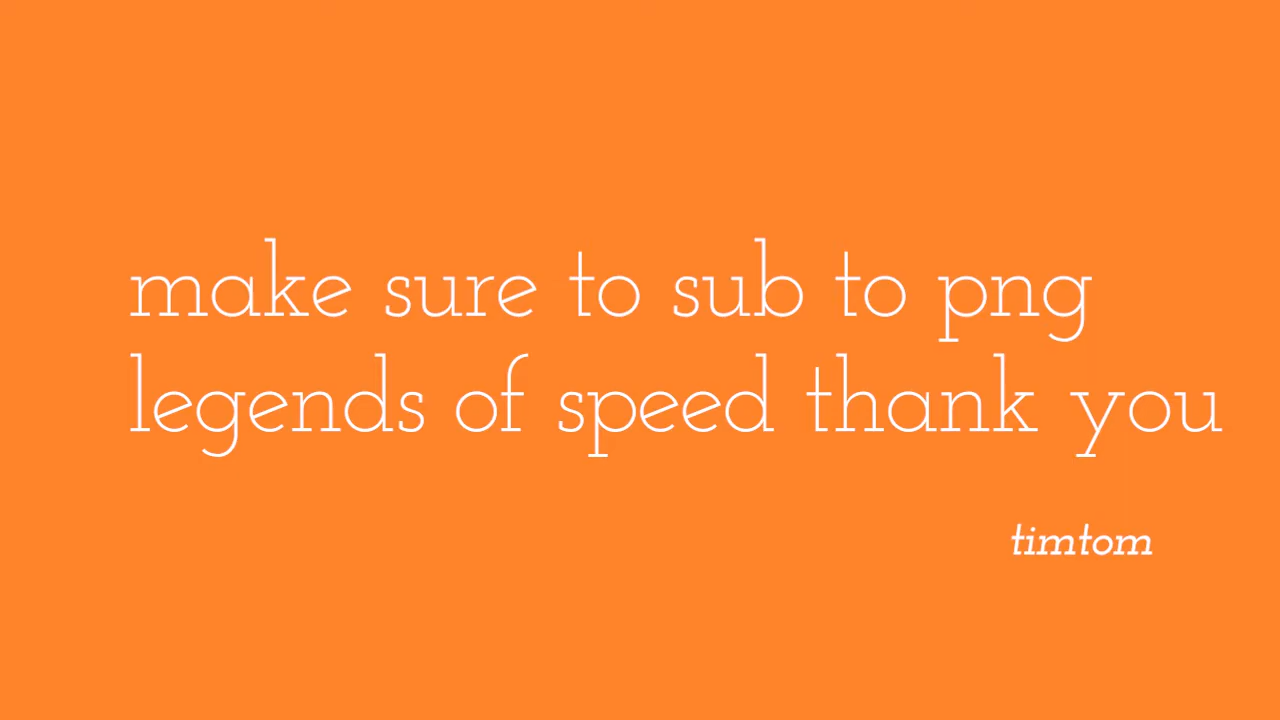 make sure to sub to png
legends of speed thank you
timtom